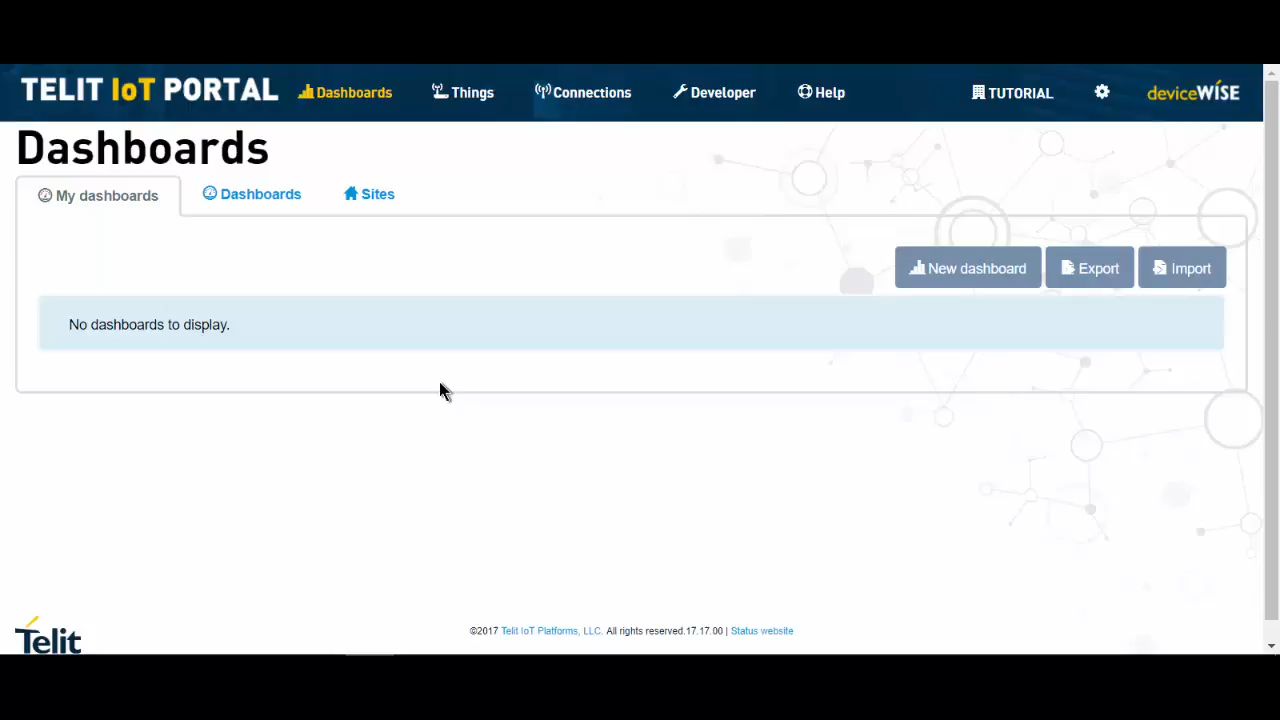 TELIT IoT PORTAL Dashboards Things Connections Developer Help TUTORIAL deviceWISE
Dashboards
My dashboards Dashboards Sites
New dashboard Export Import
No dashboards to display.
©2017 Telit IoT Platforms, LLC. All rights reserved.17.17.00 | Status website
Telit